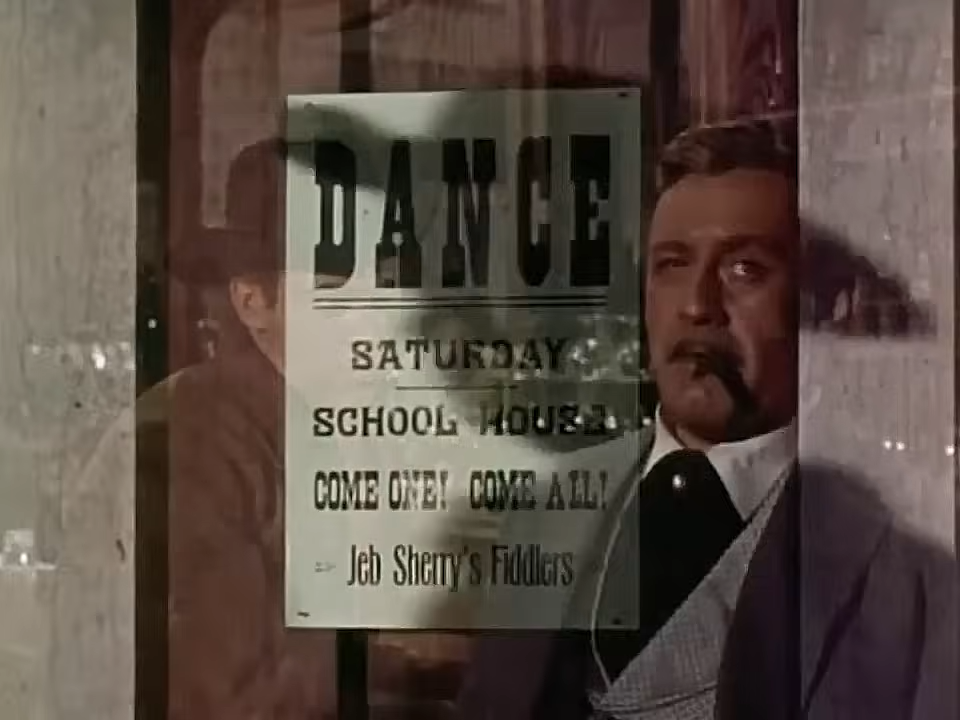 DANCE
SATURDAY
SCHOOL HOUSE
COME ONE! COME ALL!
Jeb Sherry's Fiddlers